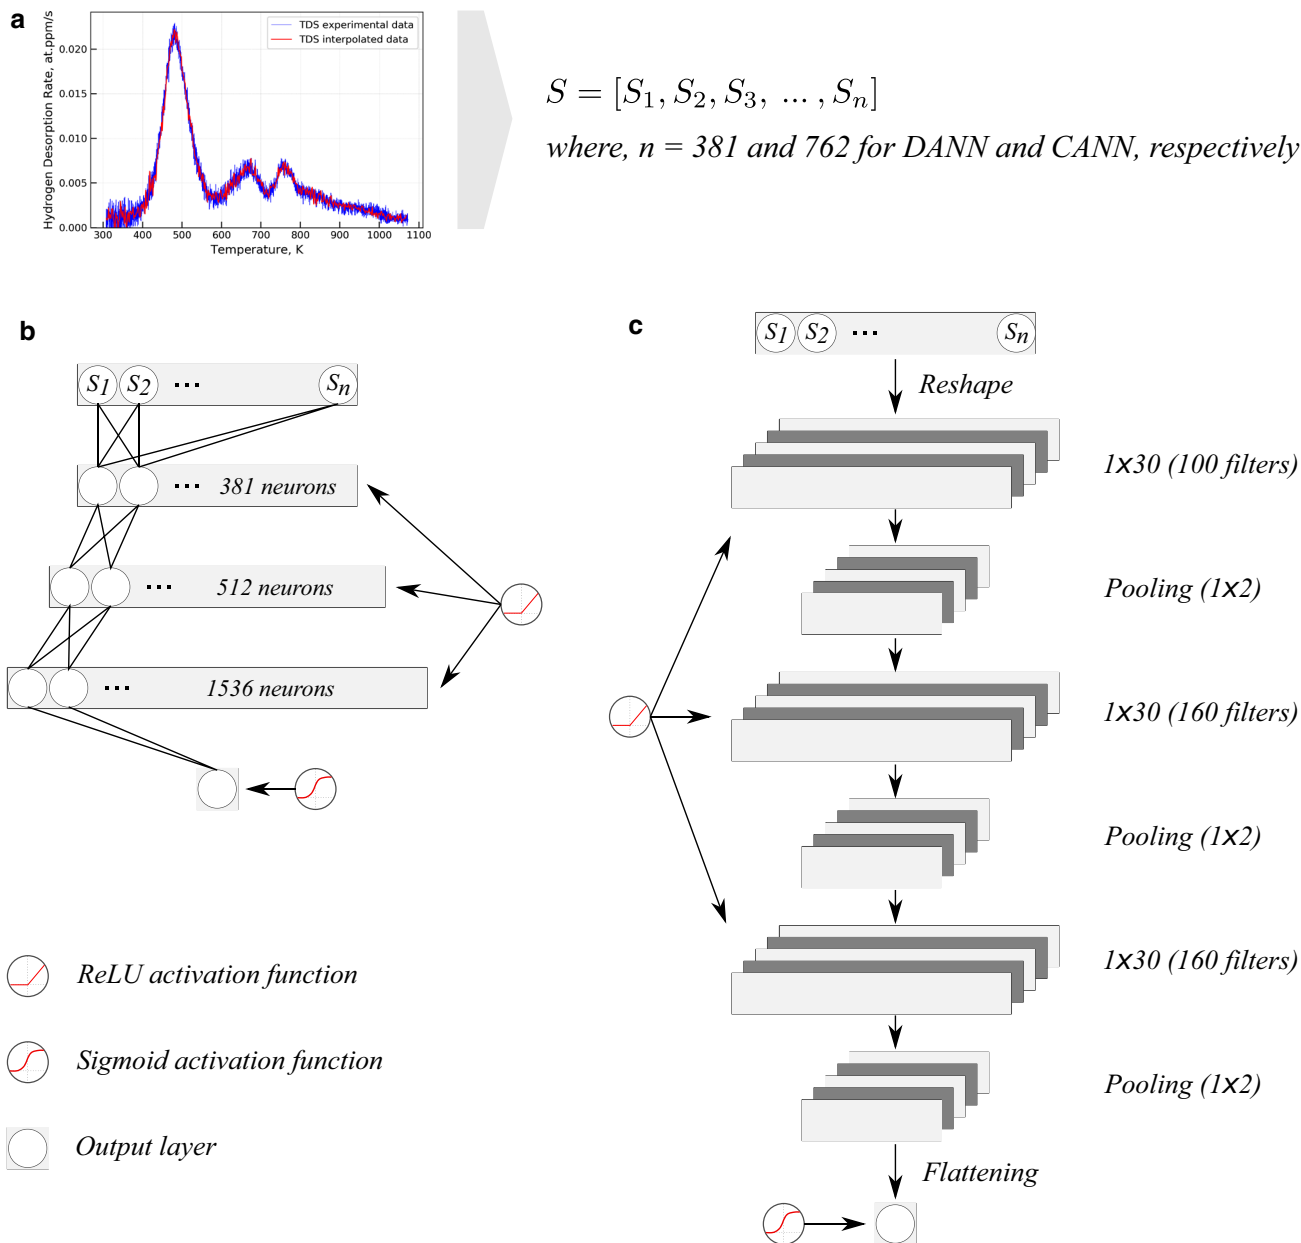 a
Hydrogen Desorption Rate, at.ppm/s
0.020
0.015
0.010
0.005
0.000
TDS experimental data
TDS interpolated data
300 400 500 600 700 800 900 1000 1100
Temperature, K
S = [S1, S2, S3, ... , Sn]
where, n = 381 and 762 for DANN and CANN, respectively
b
S1 S2 ... Sn
... 381 neurons
... 512 neurons
... 1536 neurons
ReLU activation function
Sigmoid activation function
Output layer
c
S1 S2 ... Sn
Reshape
1x30 (100 filters)
Pooling (1x2)
1x30 (160 filters)
Pooling (1x2)
1x30 (160 filters)
Pooling (1x2)
Flattening